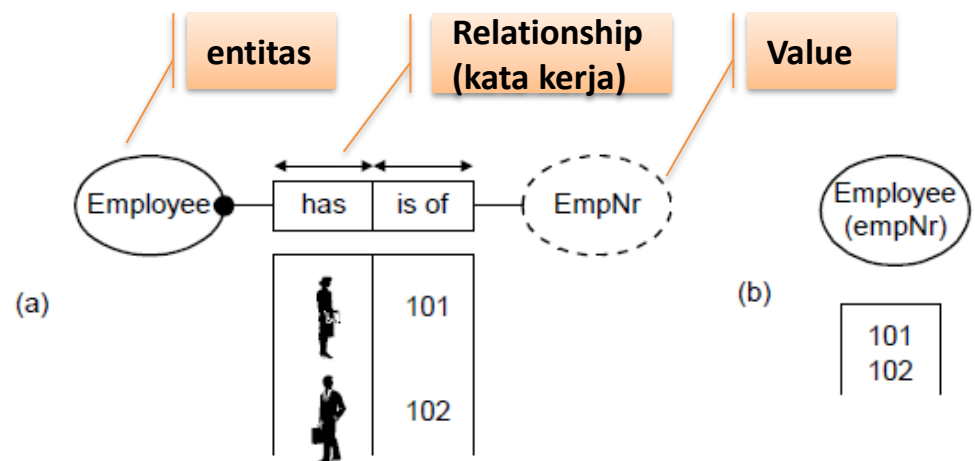 entitas
Relationship
(kata kerja)
Value
Employee
has
is of
EmpNr
Employee
(empNr)
(a)
101
102
(b)
101
102